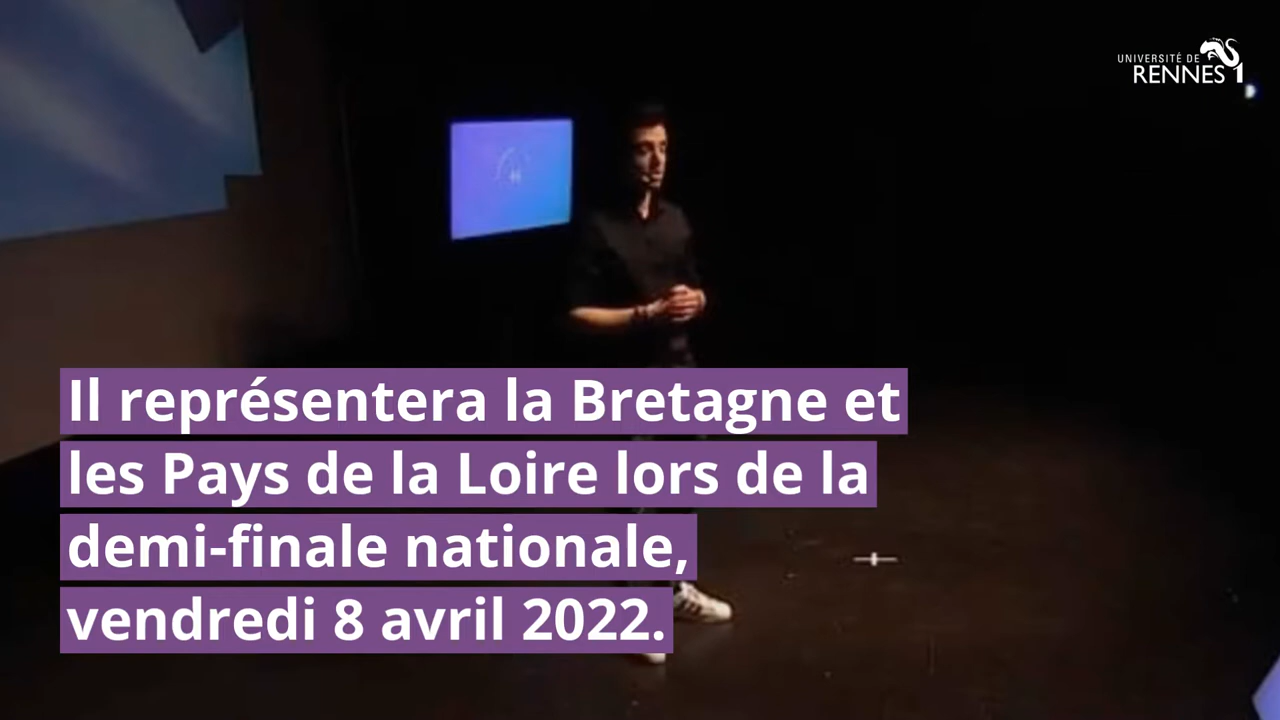 UNIVERSITÉ DE
RENNES 1
Il représentera la Bretagne et
les Pays de la Loire lors de la
demi-finale nationale,
vendredi 8 avril 2022.